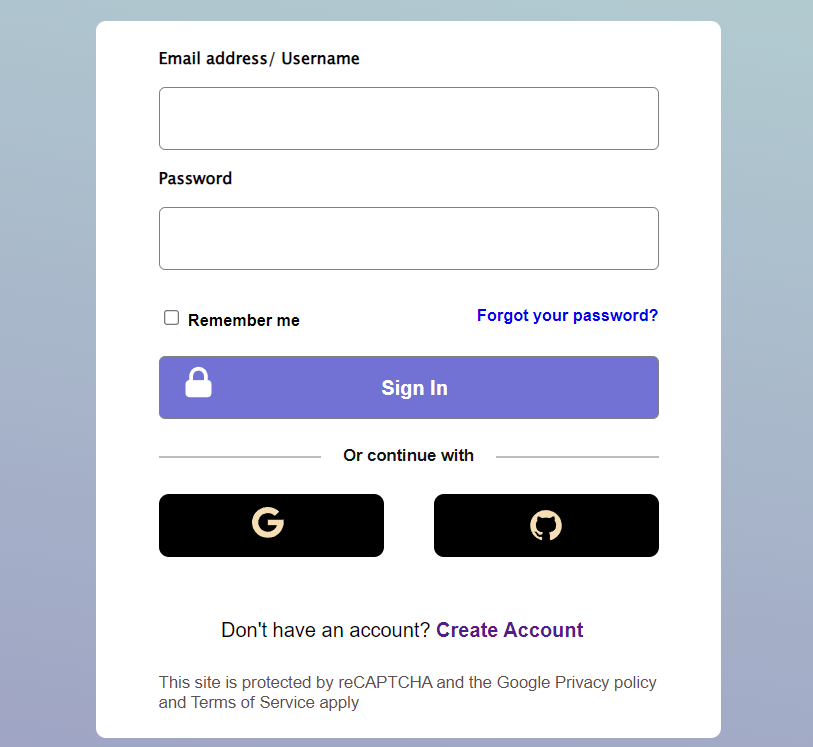 Email address/ Username
Password
Remember me
Forgot your password?
Sign In
Or continue with
Don't have an account? Create Account
This site is protected by reCAPTCHA and the Google Privacy policy
and Terms of Service apply